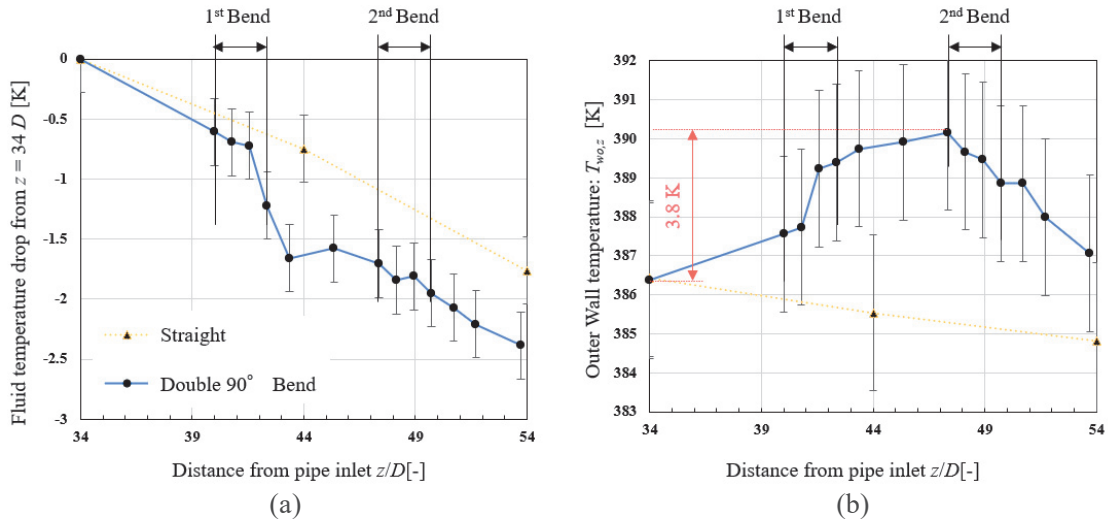 1st Bend
2nd Bend
Fluid temperature drop from z = 34 D [K]
0
-0.5
-1
-1.5
-2
-2.5
-3
Straight
Double 90° Bend
34
39
44
49
54
Distance from pipe inlet z/D[-]
(a)
1st Bend
2nd Bend
Outer Wall temperature: Two,z [K]
392
391
390
389
388
387
386
385
384
383
3.8 K
34
39
44
49
54
Distance from pipe inlet z/D[-]
(b)